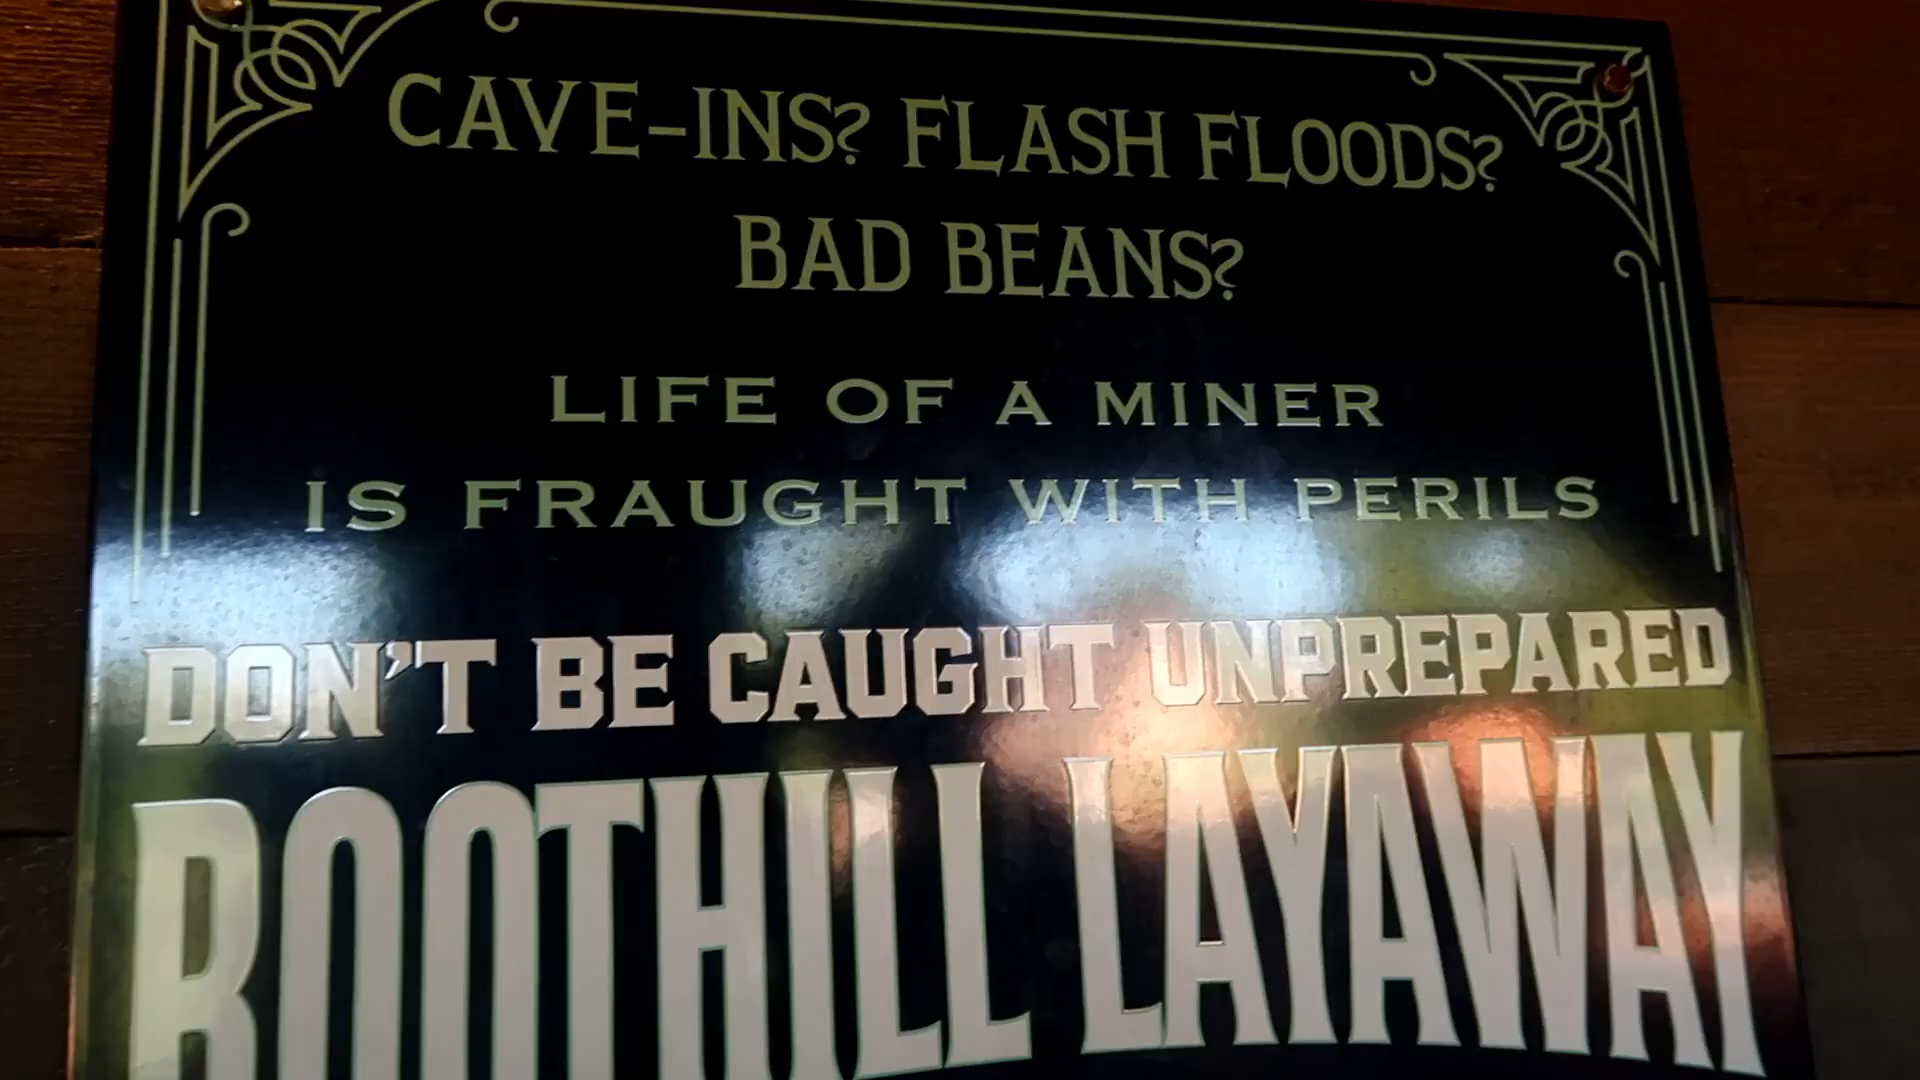 CAVE-INS? FLASH FLOODS?
BAD BEANS?
LIFE OF A MINER
IS FRAUGHT WITH PERILS
DON'T BE CAUGHT UNPREPARED
BOOTHILL LAYAWAY